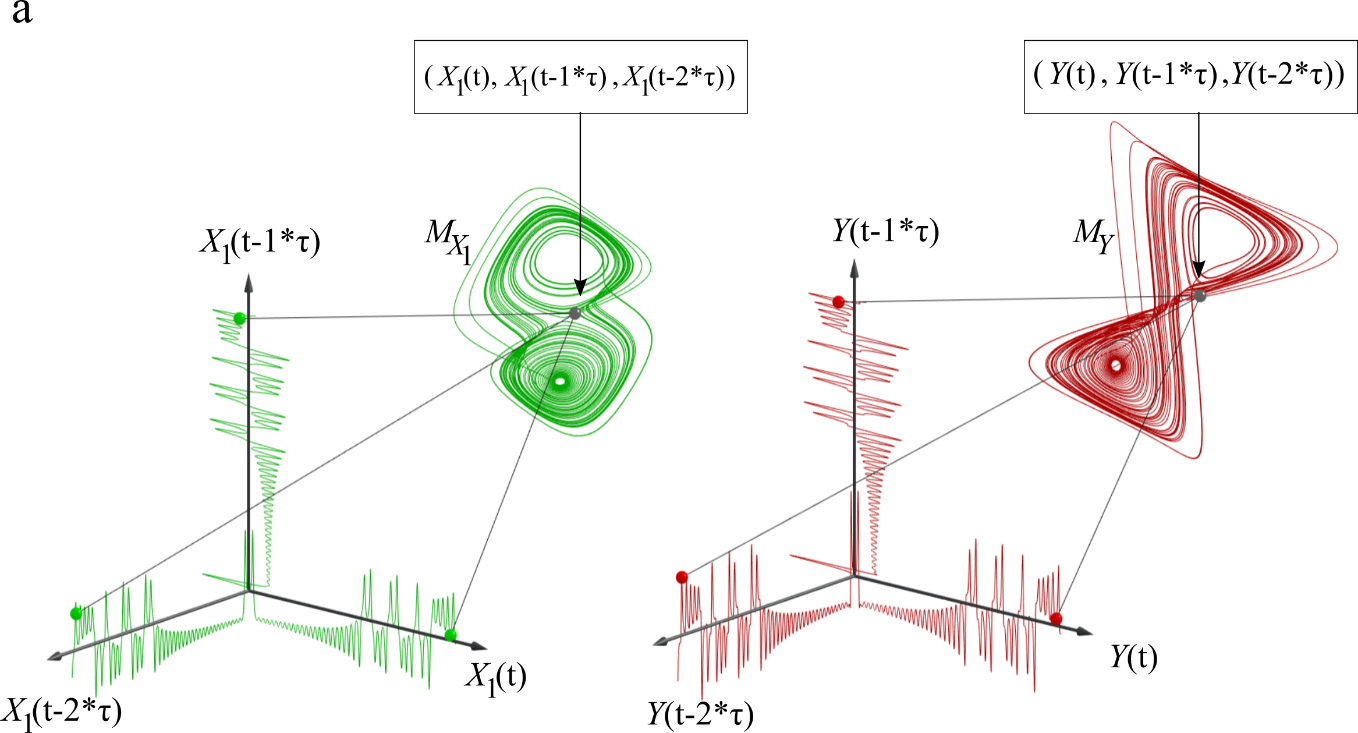 a
(X1(t), X1(t-1*τ), X1(t-2*τ))
(Y(t), Y(t-1*τ), Y(t-2*τ))
X1(t-1*τ)
MX1
Y(t-1*τ)
MY
X1(t)
X1(t-2*τ)
Y(t)
Y(t-2*τ)